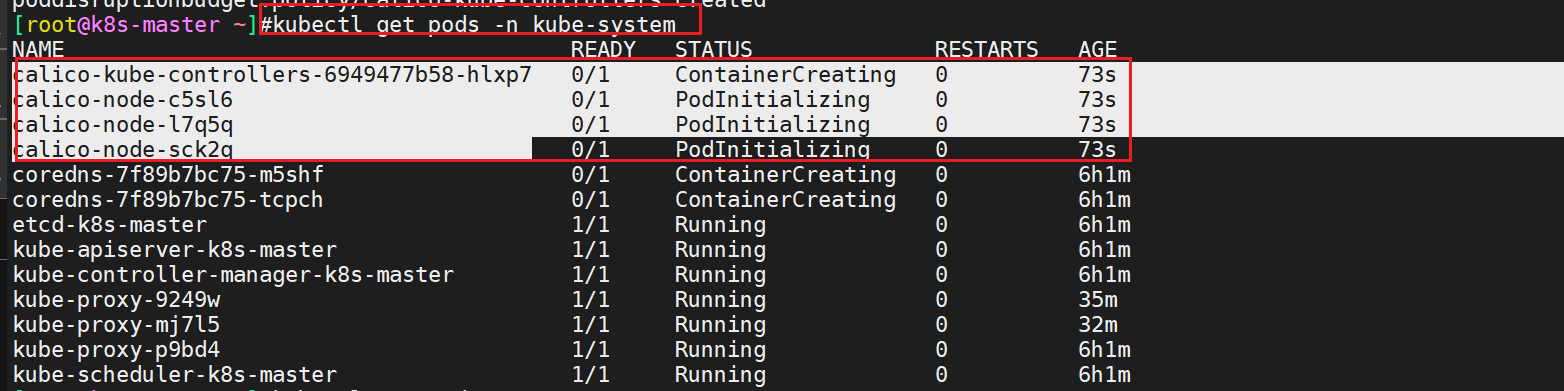 poddisruptionbudget.policy/calico-kube-controllers created
[root@k8s-master ~]#kubectl get pods -n kube-system
NAME READY STATUS RESTARTS AGE
calico-kube-controllers-6949477b58-hlxp7 0/1 ContainerCreating 0 73s
calico-node-c5sl6 0/1 PodInitializing 0 73s
calico-node-l7q5q 0/1 PodInitializing 0 73s
calico-node-sck2q 0/1 PodInitializing 0 73s
coredns-7f89b7bc75-m5shf 0/1 ContainerCreating 0 6h1m
coredns-7f89b7bc75-tcpch 0/1 ContainerCreating 0 6h1m
etcd-k8s-master 1/1 Running 0 6h1m
kube-apiserver-k8s-master 1/1 Running 0 6h1m
kube-controller-manager-k8s-master 1/1 Running 0 6h1m
kube-proxy-9249w 1/1 Running 0 35m
kube-proxy-mj7l5 1/1 Running 0 32m
kube-proxy-p9bd4 1/1 Running 0 6h1m
kube-scheduler-k8s-master 1/1 Running 0 6h1m